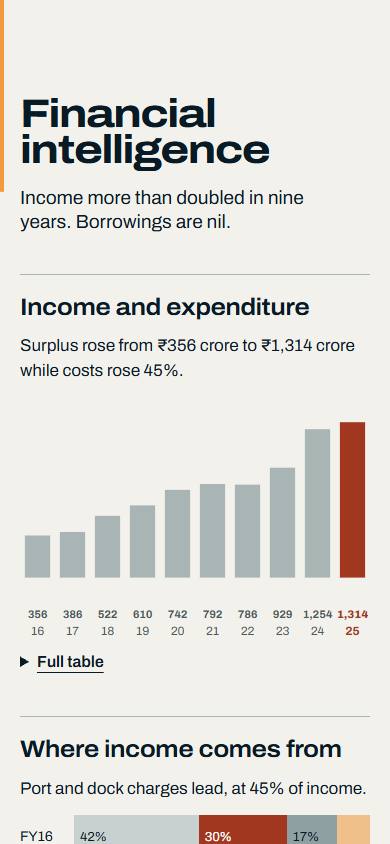 Financial
intelligence
Income more than doubled in nine
years. Borrowings are nil.
Income and expenditure
Surplus rose from ₹356 crore to ₹1,314 crore
while costs rose 45%.
356 386 522 610 742 792 786 929 1,254 1,314
16 17 18 19 20 21 22 23 24 25
Full table
Where income comes from
Port and dock charges lead, at 45% of income.
FY16 42% 30% 17%